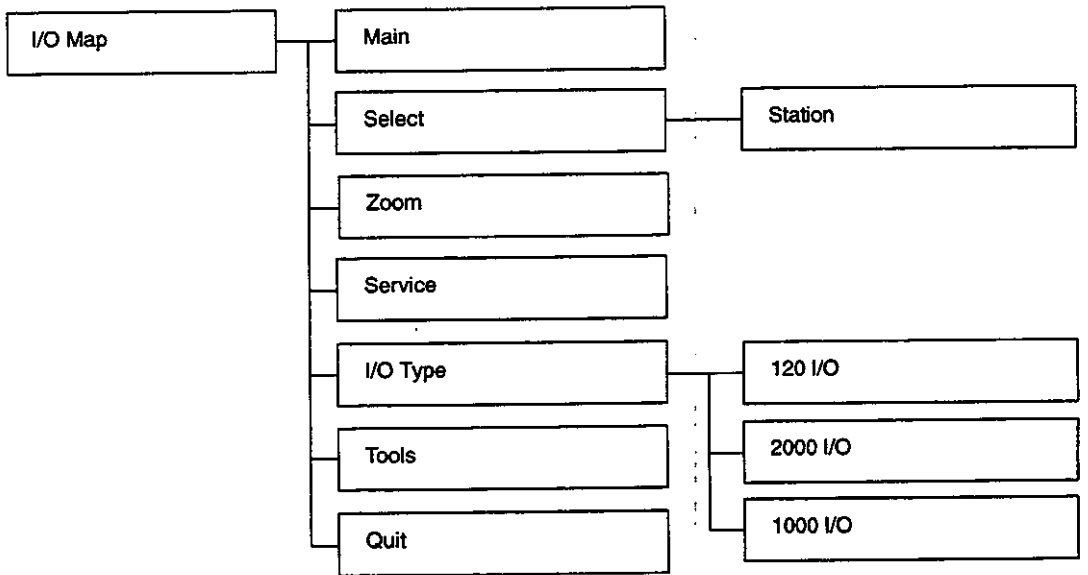 I/O Map
Main
Select
Station
Zoom
Service
I/O Type
120 I/O
Tools
2000 I/O
Quit
1000 I/O